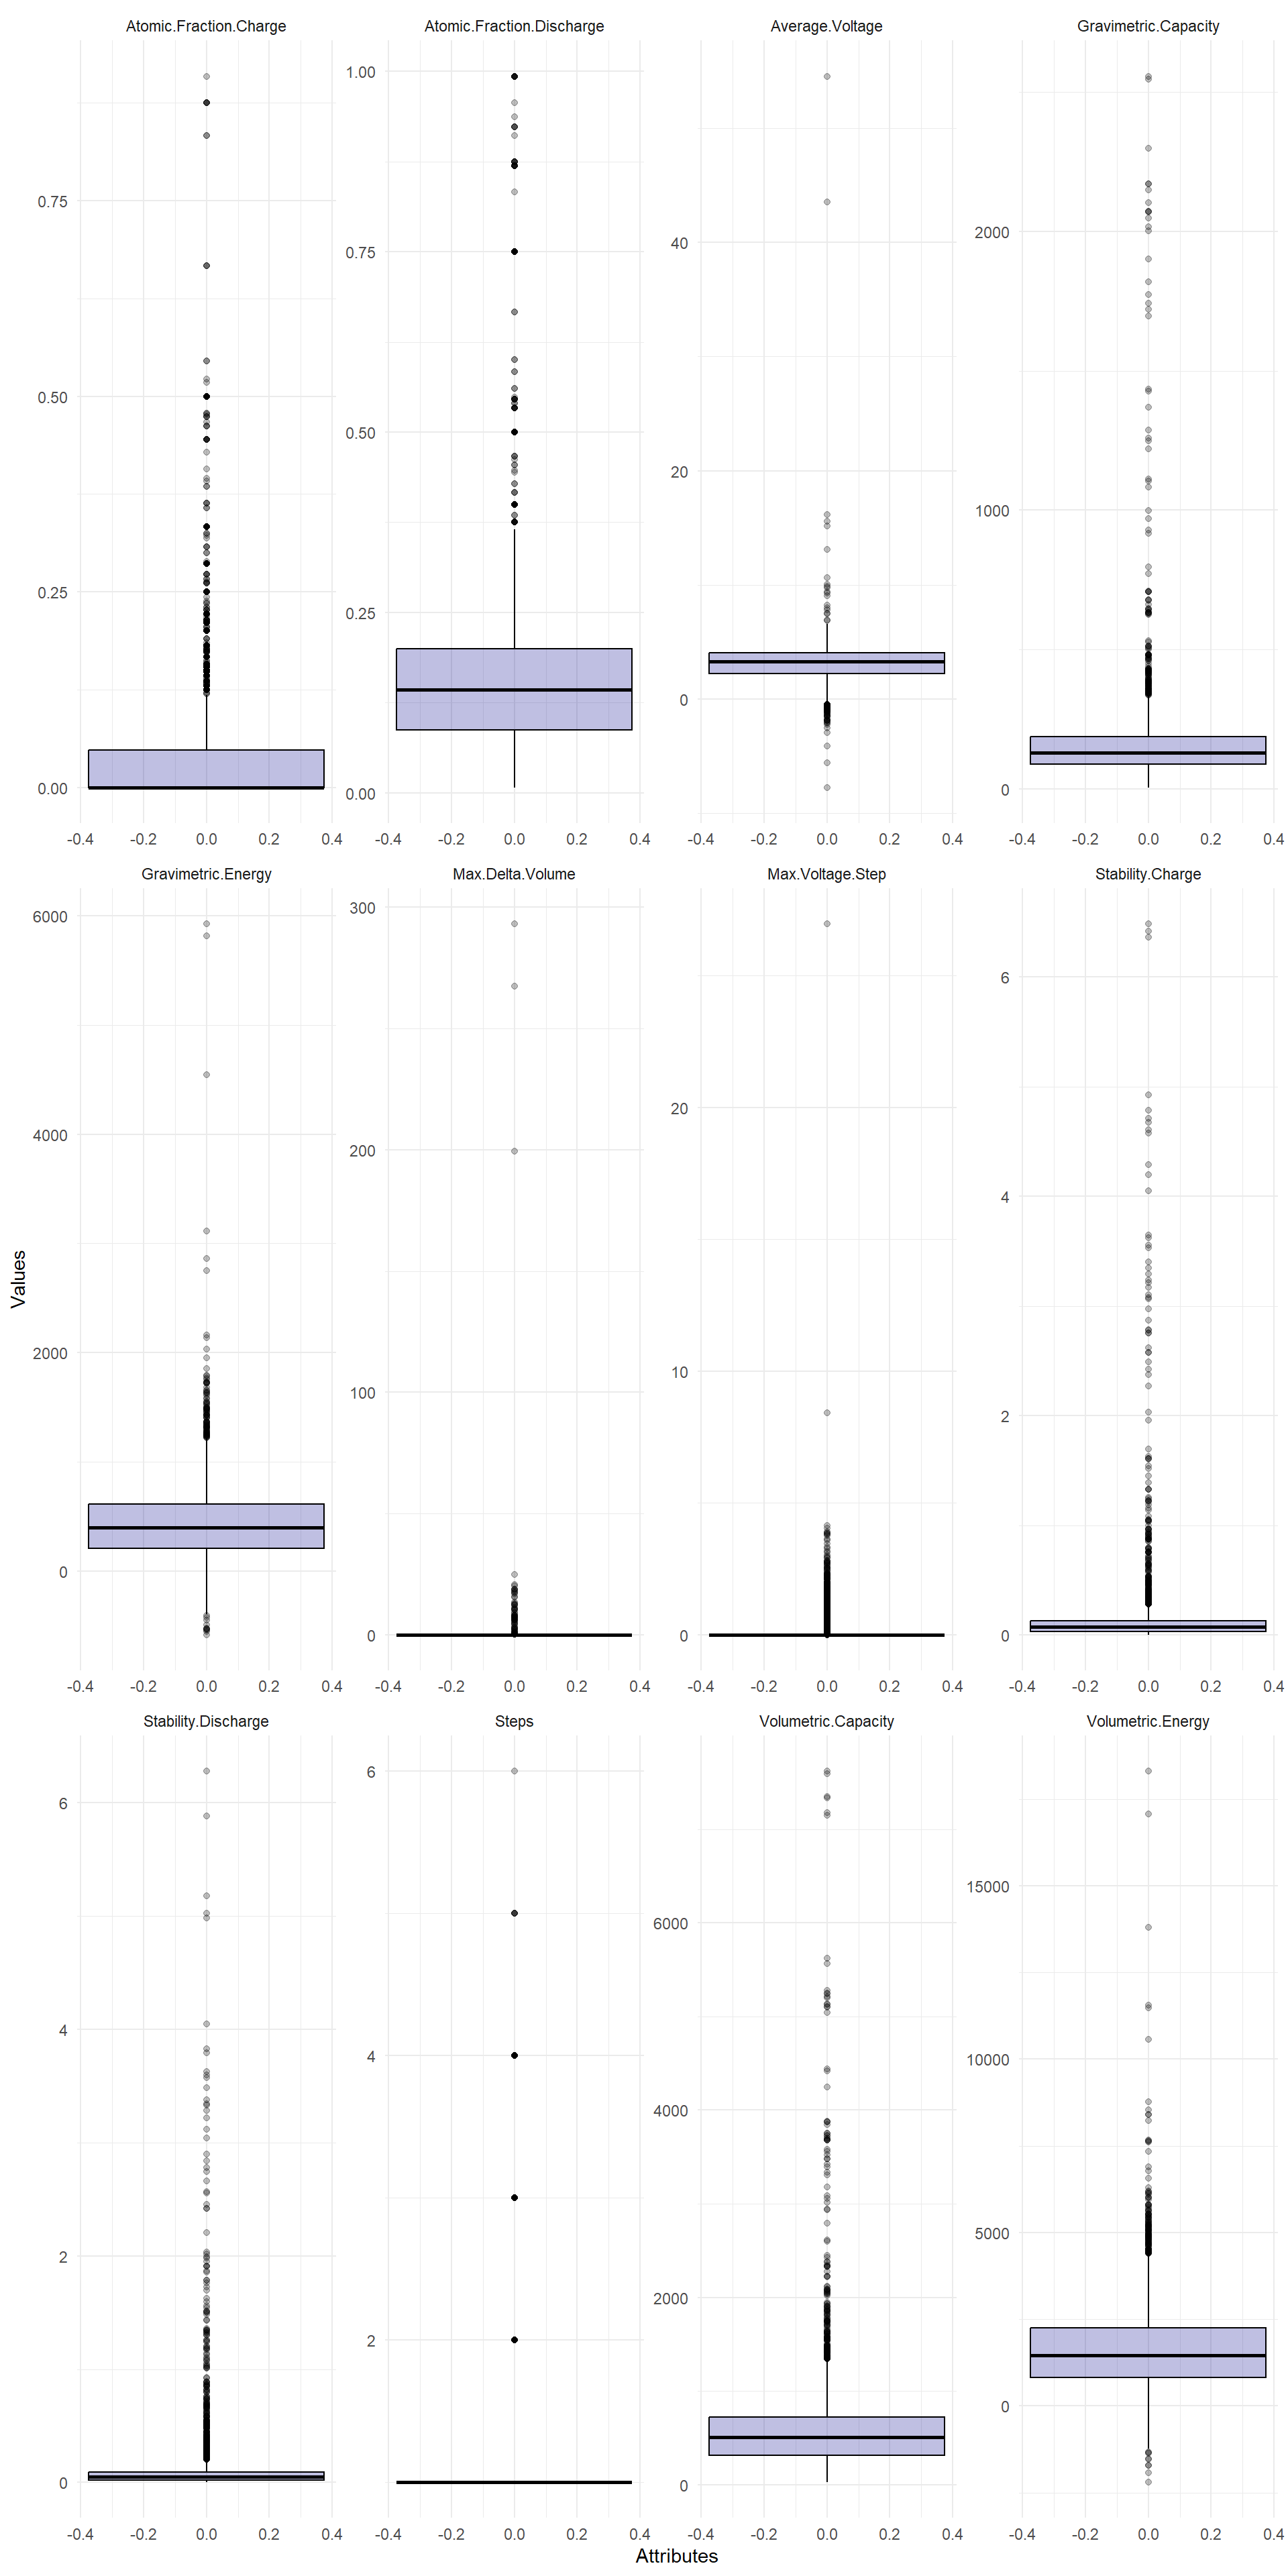 Atomic.Fraction.Charge Atomic.Fraction.Discharge Average.Voltage Gravimetric.Capacity
1.00
0.75 0.75 40 2000
0.50 0.50 20 1000
0.25 0.25
0.00 0.00 0 0
-0.4 -0.2 0.0 0.2 0.4 -0.4 -0.2 0.0 0.2 0.4 -0.4 -0.2 0.0 0.2 0.4 -0.4 -0.2 0.0 0.2 0.4
Gravimetric.Energy Max.Delta.Volume Max.Voltage.Step Stability.Charge
6000 300
4000 200 20 6
2000 100 10 4
2
0 0 0 0
-0.4 -0.2 0.0 0.2 0.4 -0.4 -0.2 0.0 0.2 0.4 -0.4 -0.2 0.0 0.2 0.4 -0.4 -0.2 0.0 0.2 0.4
Values
Stability.Discharge Steps Volumetric.Capacity Volumetric.Energy
6 6 6000 15000
4 4 4000 10000
2 2 2000 5000
0 0 0
-0.4 -0.2 0.0 0.2 0.4 -0.4 -0.2 0.0 0.2 0.4 -0.4 -0.2 0.0 0.2 0.4 -0.4 -0.2 0.0 0.2 0.4
Attributes